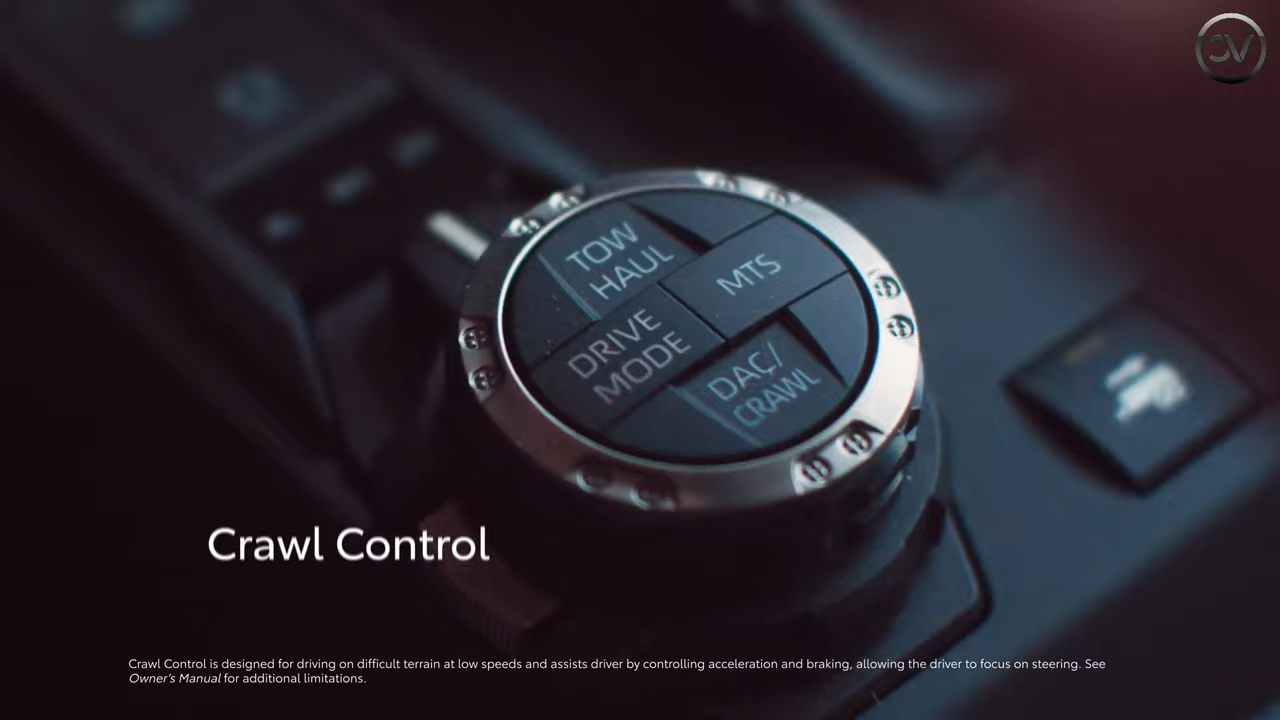 TOW
HAUL
MTS
DRIVE
MODE
DAC/
CRAWL
Crawl Control
Crawl Control is designed for driving on difficult terrain at low speeds and assists driver by controlling acceleration and braking, allowing the driver to focus on steering. See
Owner's Manual for additional limitations.